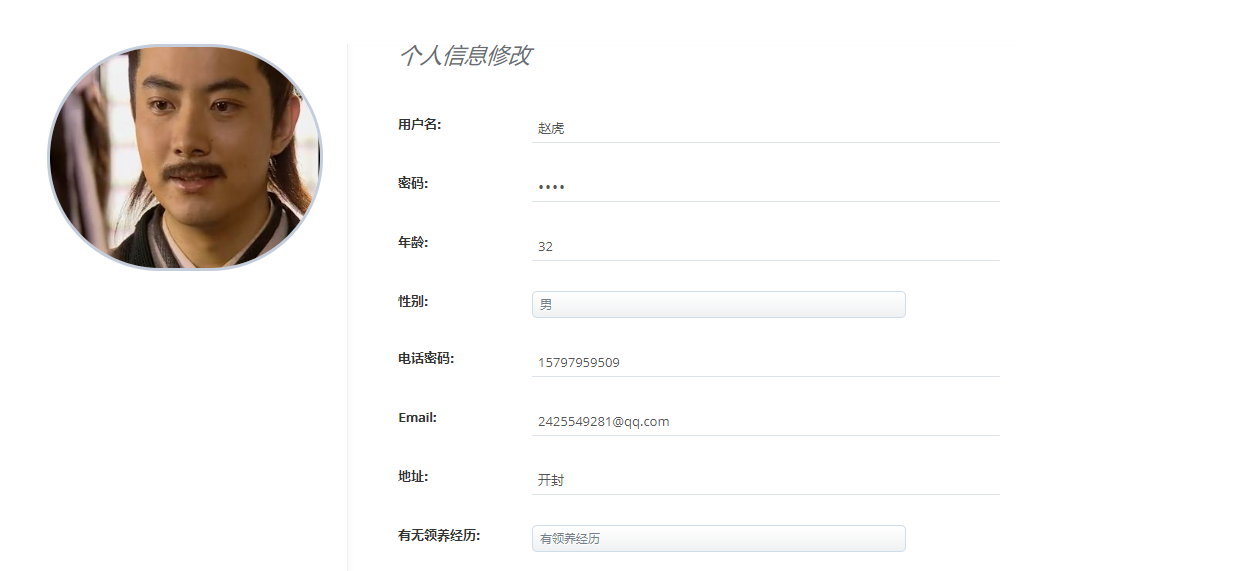 个人信息修改
用户名: 赵虎
密码: ••••
年龄: 32
性别: 男
电话密码: 15797959509
Email: 2425549281@qq.com
地址: 开封
有无领养经历: 有领养经历